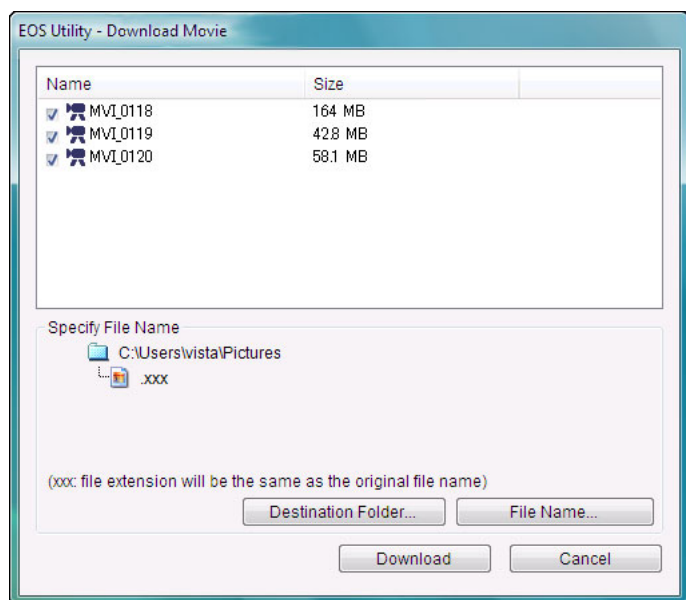 EOS Utility - Download Movie
Name Size
MVI_0118 164 MB
MVI_0119 42.8 MB
MVI_0120 58.1 MB
Specify File Name
C:\Users\vista\Pictures
.xxx
(xxx: file extension will be the same as the original file name)
Destination Folder... File Name...
Download Cancel